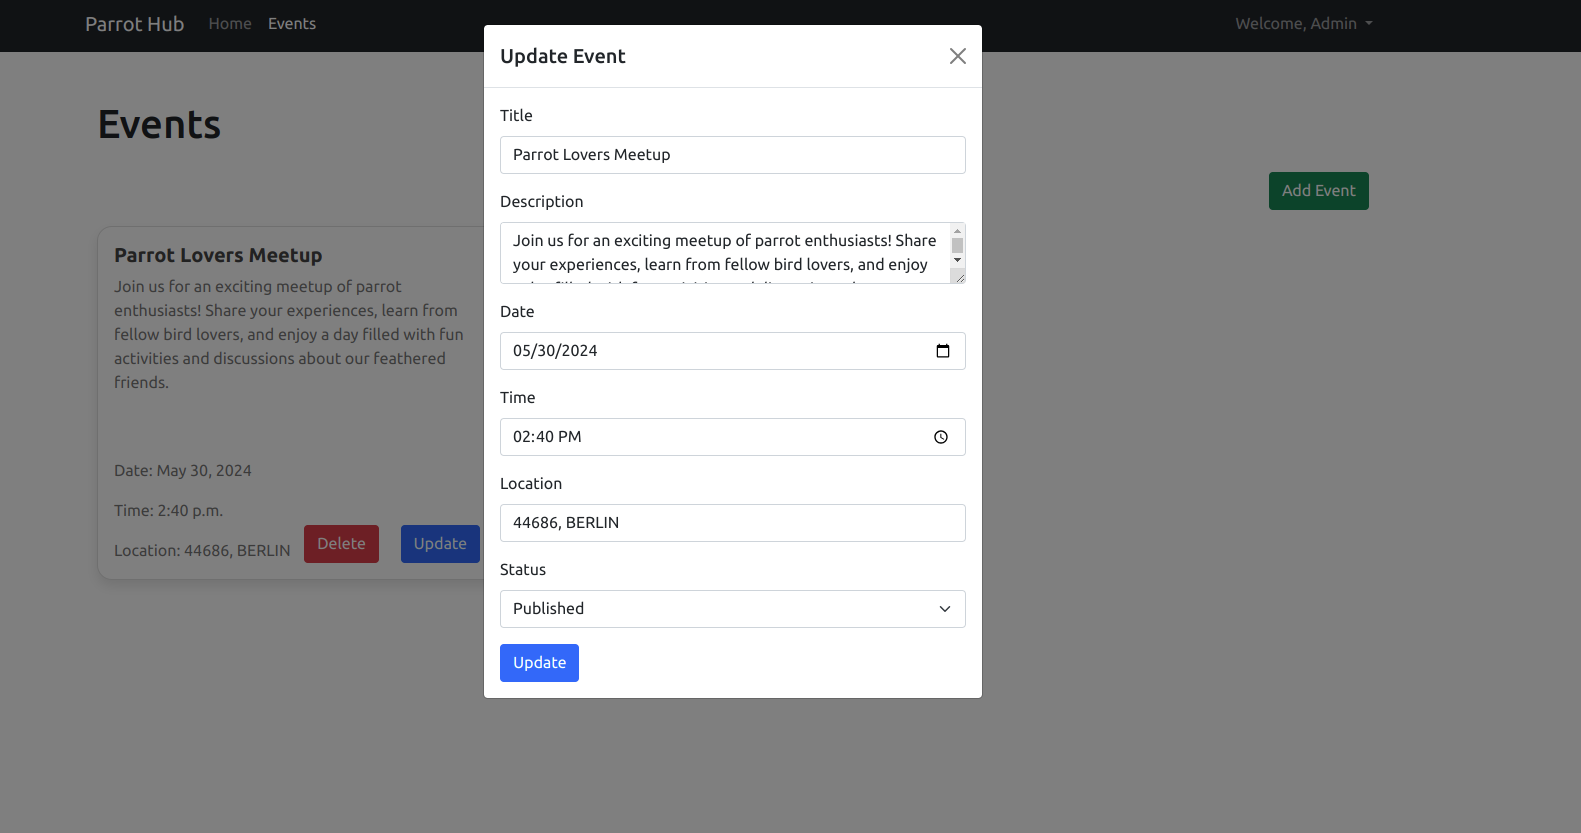 Parrot Hub Home Events Welcome, Admin
Events
Add Event
Parrot Lovers Meetup
Join us for an exciting meetup of parrot
enthusiasts! Share your experiences, learn from
fellow bird lovers, and enjoy a day filled with fun
activities and discussions about our feathered
friends.
Date: May 30, 2024
Time: 2:40 p.m.
Location: 44686, BERLIN
Delete Update
Update Event
Title
Parrot Lovers Meetup
Description
Join us for an exciting meetup of parrot enthusiasts! Share
your experiences, learn from fellow bird lovers, and enjoy
Date
05/30/2024
Time
02:40 PM
Location
44686, BERLIN
Status
Published
Update